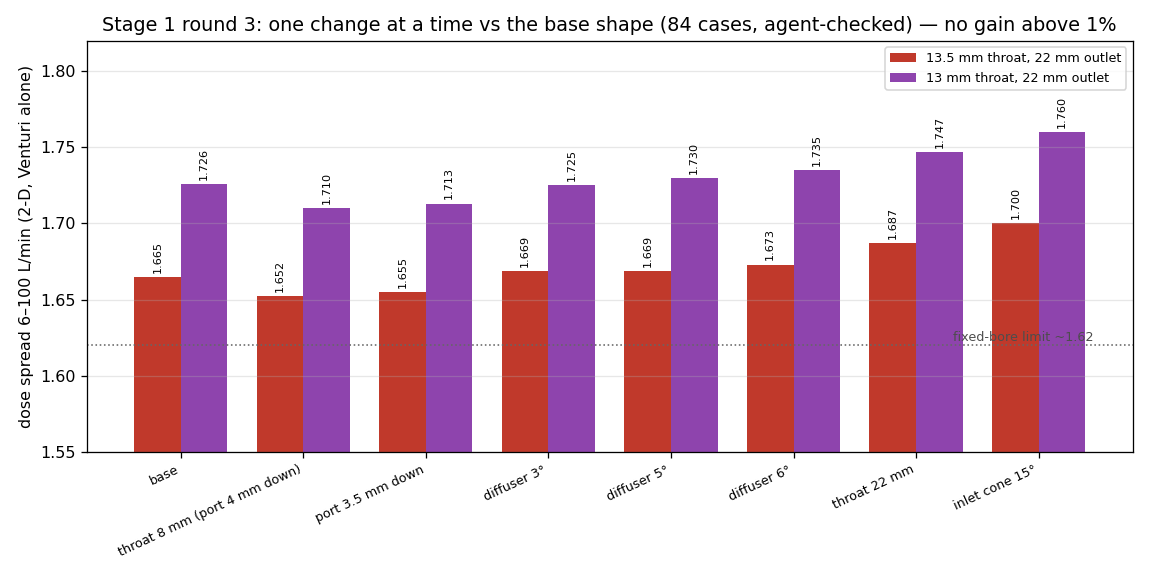 Stage 1 round 3: one change at a time vs the base shape (84 cases, agent-checked) — no gain above 1%
dose spread 6–100 L/min (2-D, Venturi alone)
1.80
1.75
1.70
1.65
1.60
1.55
13.5 mm throat, 22 mm outlet
13 mm throat, 22 mm outlet
1.665
1.726
1.652
1.710
1.655
1.713
1.669
1.725
1.669
1.730
1.673
1.735
1.687
1.747
1.700
1.760
fixed-bore limit ~1.62
base
throat 8 mm (port 4 mm down)
port 3.5 mm down
diffuser 3°
diffuser 5°
diffuser 6°
throat 22 mm
inlet cone 15°